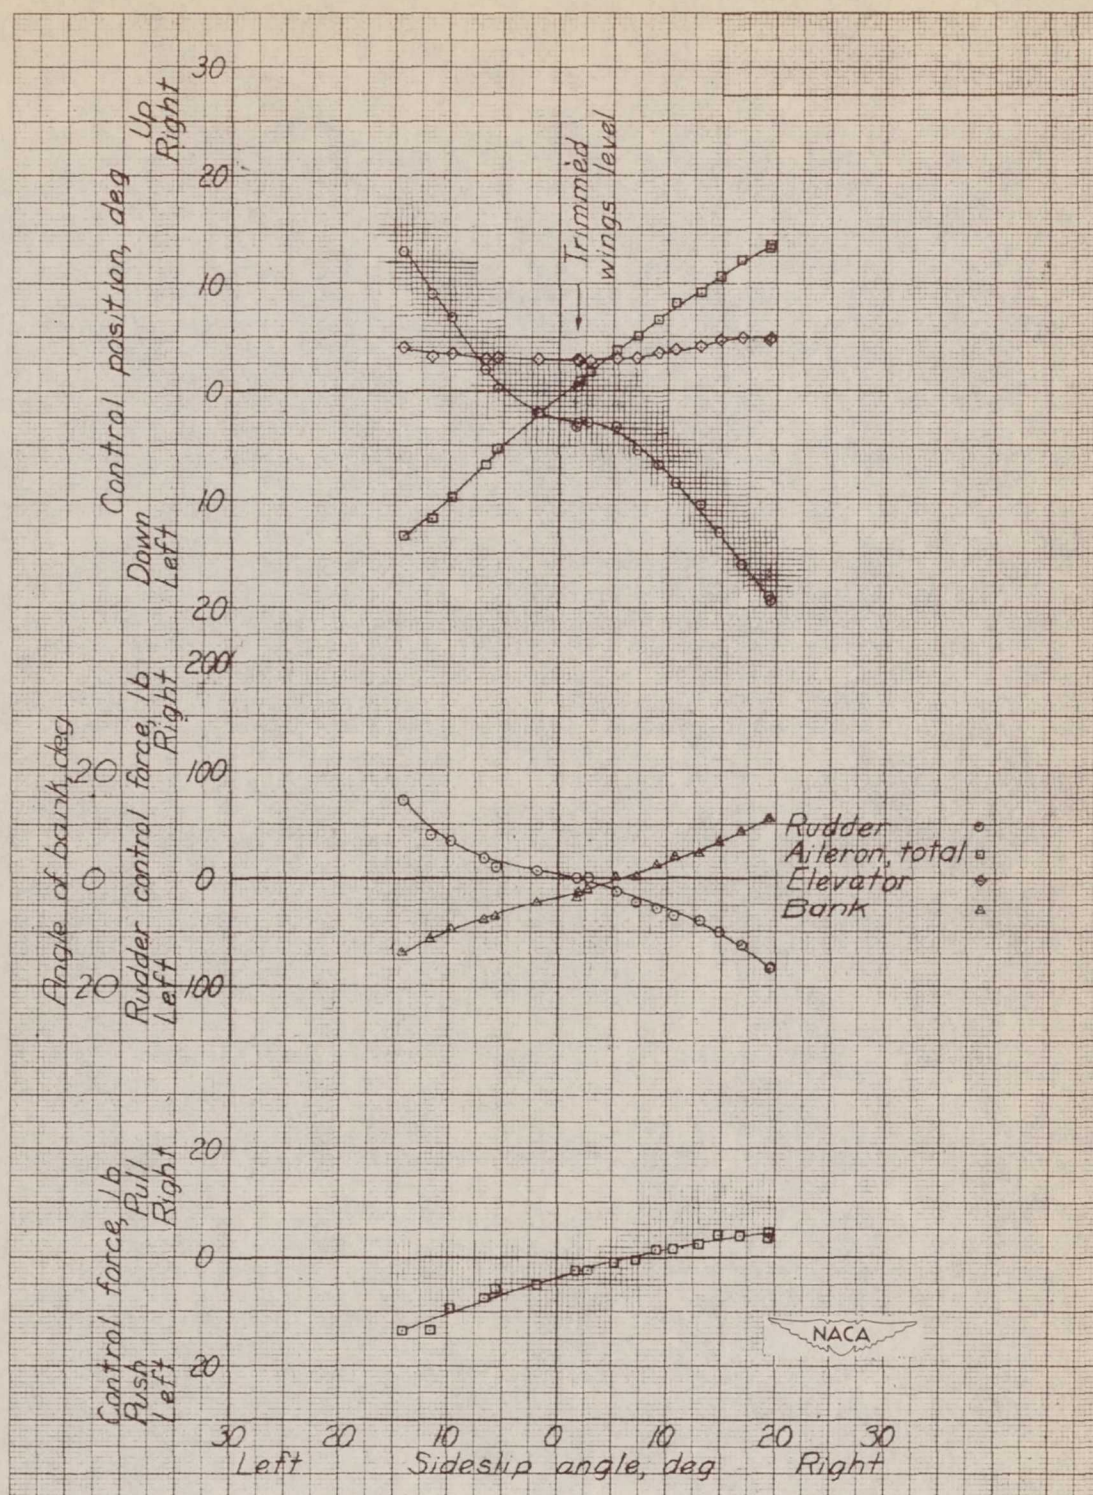 30
Up
Right
20
10
0
10
20
Control position, deg
Down
Left
Trimmed
wings level
200
100
0
100
Angle of bank, deg
20
0
20
Rudder control force, lb
Right
Left
Rudder
Aileron, total
Elevator
Bank
20
0
20
Control force, lb
Pull
Right
Push
Left
NACA
30 20 10 0 10 20 30
Left Sideslip angle, deg Right